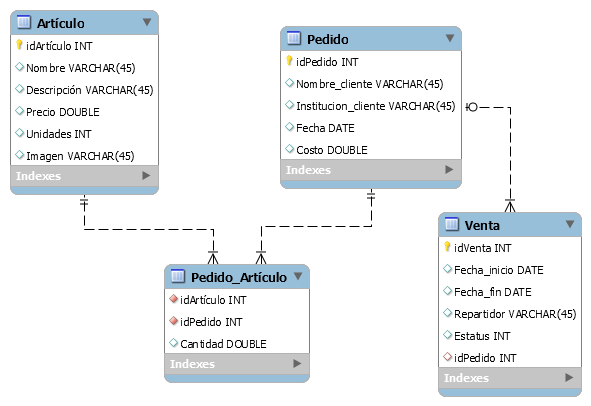 Artículo
idArtículo INT
Nombre VARCHAR(45)
Descripción VARCHAR(45)
Precio DOUBLE
Unidades INT
Imagen VARCHAR(45)
Indexes
Pedido
idPedido INT
Nombre_cliente VARCHAR(45)
Institucion_cliente VARCHAR(45)
Fecha DATE
Costo DOUBLE
Indexes
Pedido_Artículo
idArtículo INT
idPedido INT
Cantidad DOUBLE
Indexes
Venta
idVenta INT
Fecha_inicio DATE
Fecha_fin DATE
Repartidor VARCHAR(45)
Estatus INT
idPedido INT
Indexes